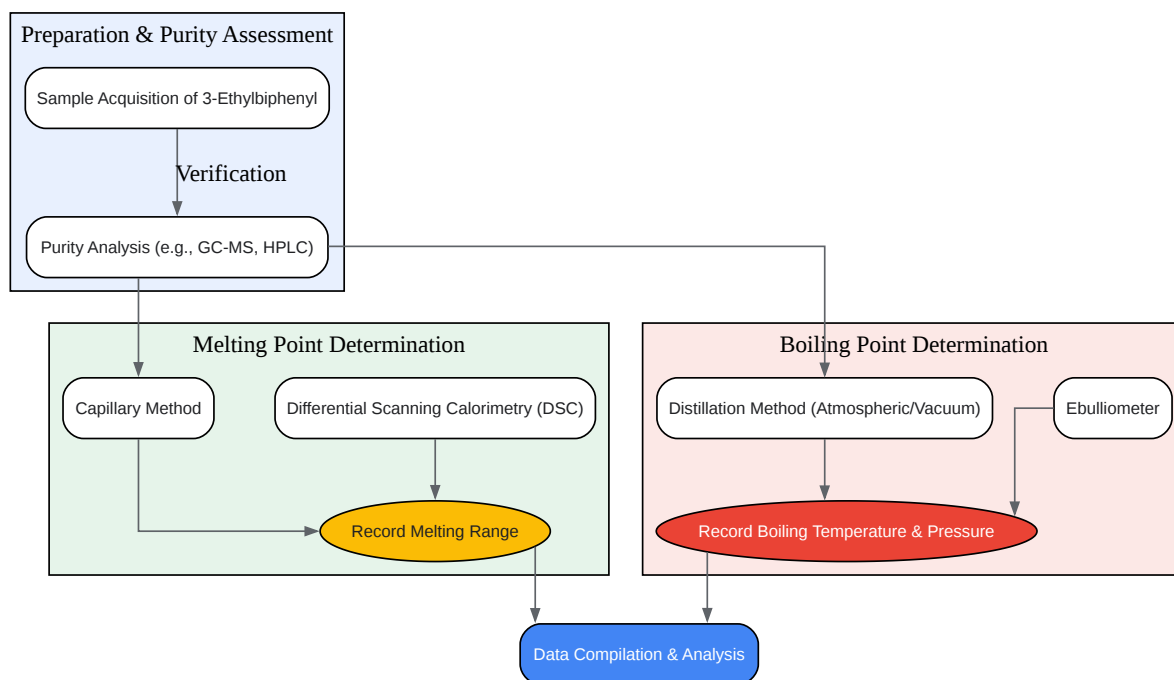 Preparation & Purity Assessment
Sample Acquisition of 3-Ethylbiphenyl
Verification
Purity Analysis (e.g., GC-MS, HPLC)
Melting Point Determination
Capillary Method
Differential Scanning Calorimetry (DSC)
Record Melting Range
Boiling Point Determination
Distillation Method (Atmospheric/Vacuum)
Ebulliometer
Record Boiling Temperature & Pressure
Data Compilation & Analysis